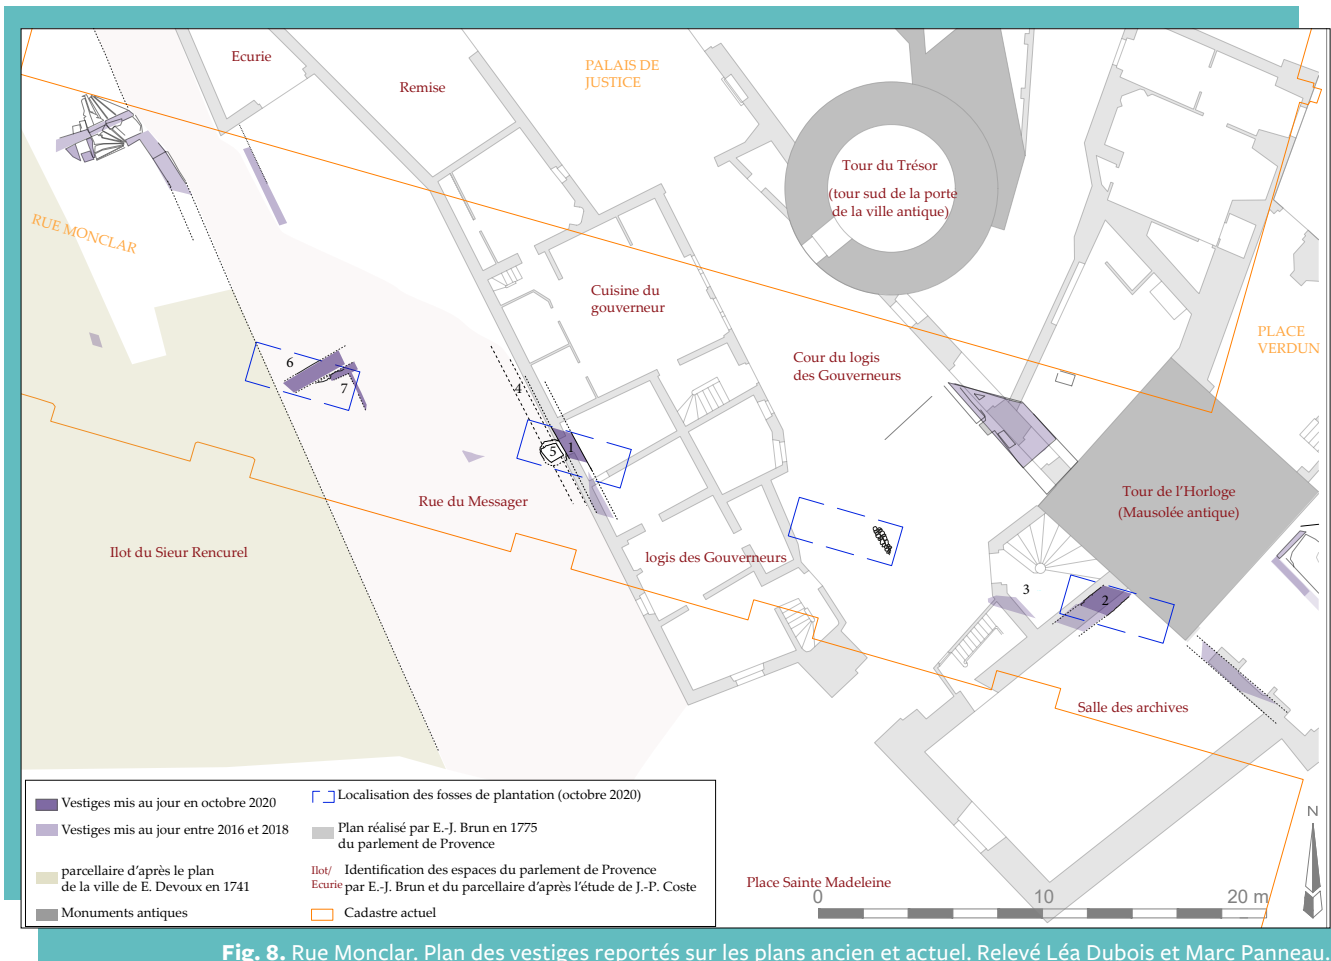 Ecurie
Remise
PALAIS DE
JUSTICE
Tour du Trésor
(tour sud de la porte
de la ville antique)
RUE MONCLAR
Cuisine du
gouverneur
PLACE
VERDUN
Cour du logis
des Gouverneurs
6
7
4
5
1
Rue du Messager
Tour de l'Horloge
(Mausolée antique)
Ilot du Sieur Rencurel
logis des Gouverneurs
3
2
Salle des archives
Vestiges mis au jour en octobre 2020
Vestiges mis au jour entre 2016 et 2018
parcellaire d'après le plan
de la ville de E. Devoux en 1741
Monuments antiques
Localisation des fosses de plantation (octobre 2020)
Plan réalisé par E.-J. Brun en 1775
du parlement de Provence
Ilot/ Identification des espaces du parlement de Provence
Ecurie par E.-J. Brun et du parcellaire d'après l'étude de J.-P. Coste
Cadastre actuel
Place Sainte Madeleine
0 10 20 m
N
Fig. 8. Rue Monclar. Plan des vestiges reportés sur les plans ancien et actuel. Relevé Léa Dubois et Marc Panneau.